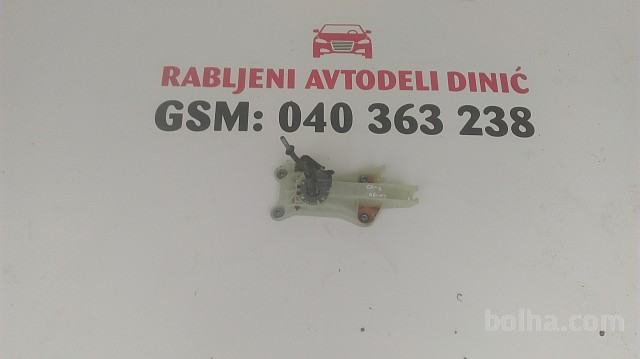 RABLJENI AVTODELI DINIĆ
GSM: 040 363 238
bolha.com